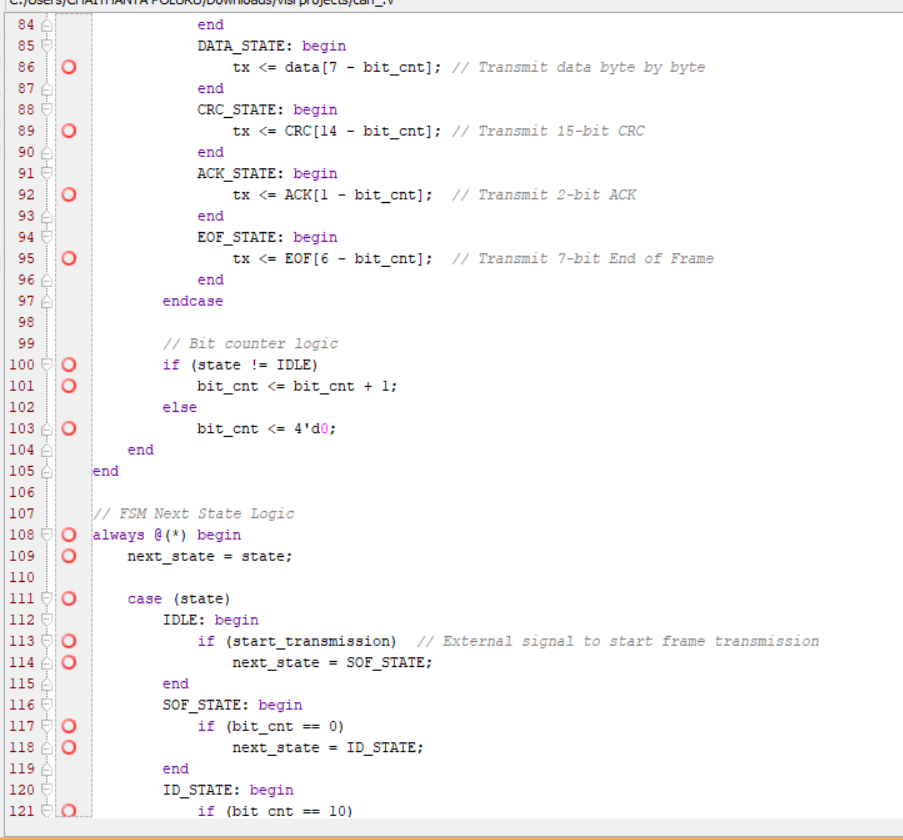 C:/Users/CHAITHANYA POLURU/Downloads/vlsi projects/can_.v
84 end
85 DATA_STATE: begin
86 tx <= data[7 - bit_cnt]; // Transmit data byte by byte
87 end
88 CRC_STATE: begin
89 tx <= CRC[14 - bit_cnt]; // Transmit 15-bit CRC
90 end
91 ACK_STATE: begin
92 tx <= ACK[1 - bit_cnt]; // Transmit 2-bit ACK
93 end
94 EOF_STATE: begin
95 tx <= EOF[6 - bit_cnt]; // Transmit 7-bit End of Frame
96 end
97 endcase
98
99 // Bit counter logic
100 if (state != IDLE)
101 bit_cnt <= bit_cnt + 1;
102 else
103 bit_cnt <= 4'd0;
104 end
105 end
106
107 // FSM Next State Logic
108 always @(*) begin
109 next_state = state;
110
111 case (state)
112 IDLE: begin
113 if (start_transmission) // External signal to start frame transmission
114 next_state = SOF_STATE;
115 end
116 SOF_STATE: begin
117 if (bit_cnt == 0)
118 next_state = ID_STATE;
119 end
120 ID_STATE: begin
121 if (bit_cnt == 10)